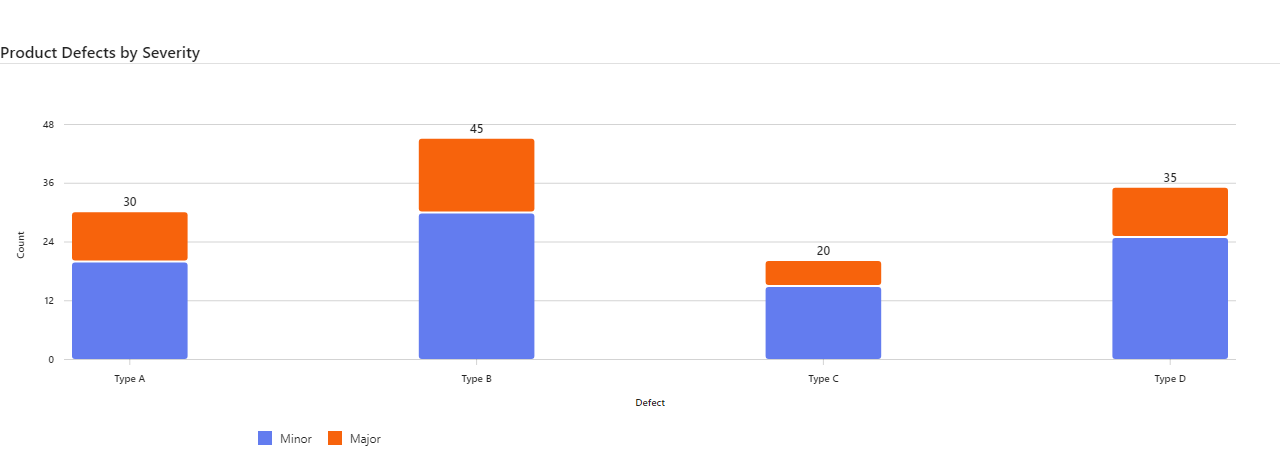 Product Defects by Severity
48
45
36
35
30
24
20
12
0
Count
Type A
Type B
Type C
Type D
Defect
Minor
Major